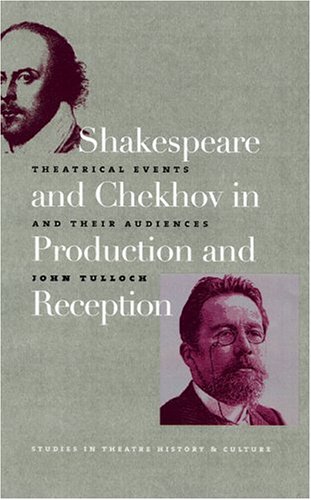 Shakespeare
THEATRICAL EVENTS
and Chekhov in
AND THEIR AUDIENCES
Production and
JOHN TULLOCH
Reception
STUDIES IN THEATRE HISTORY & CULTURE